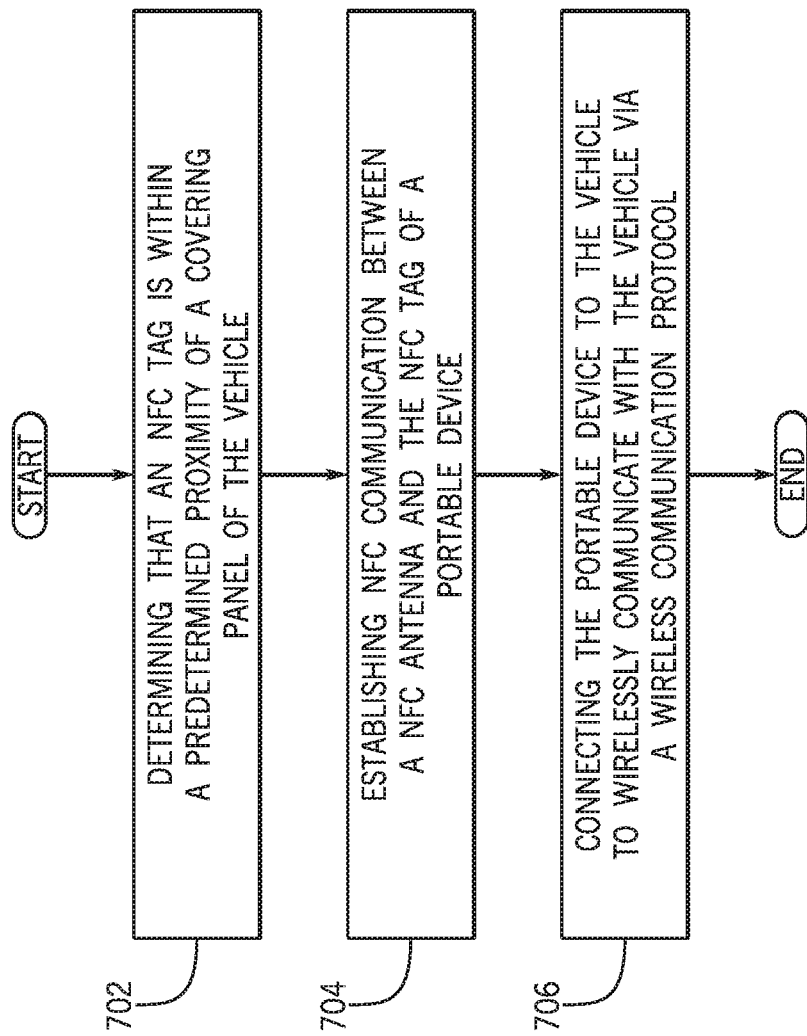 START
702
DETERMINING THAT AN NFC TAG IS WITHIN
A PREDETERMINED PROXIMITY OF A COVERING
PANEL OF THE VEHICLE
704
ESTABLISHING NFC COMMUNICATION BETWEEN
A NFC ANTENNA AND THE NFC TAG OF A
PORTABLE DEVICE
706
CONNECTING THE PORTABLE DEVICE TO THE VEHICLE
TO WIRELESSLY COMMUNICATE WITH THE VEHICLE VIA
A WIRELESS COMMUNICATION PROTOCOL
END